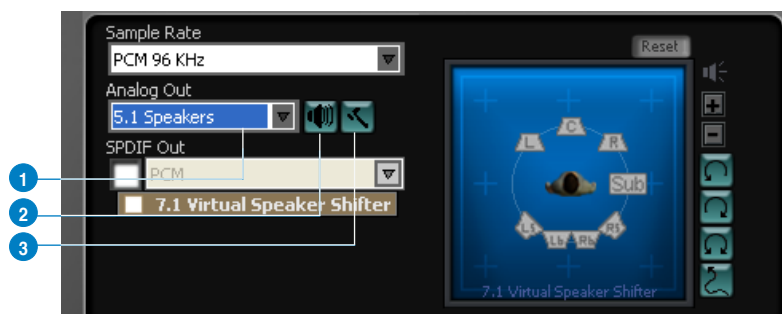 Sample Rate
PCM 96 KHz
Analog Out
5.1 Speakers
SPDIF Out
PCM
7.1 Virtual Speaker Shifter
1
2
3
Reset
C
L
R
Sub
Ls
Lb
Rb
Rs
7.1 Virtual Speaker Shifter